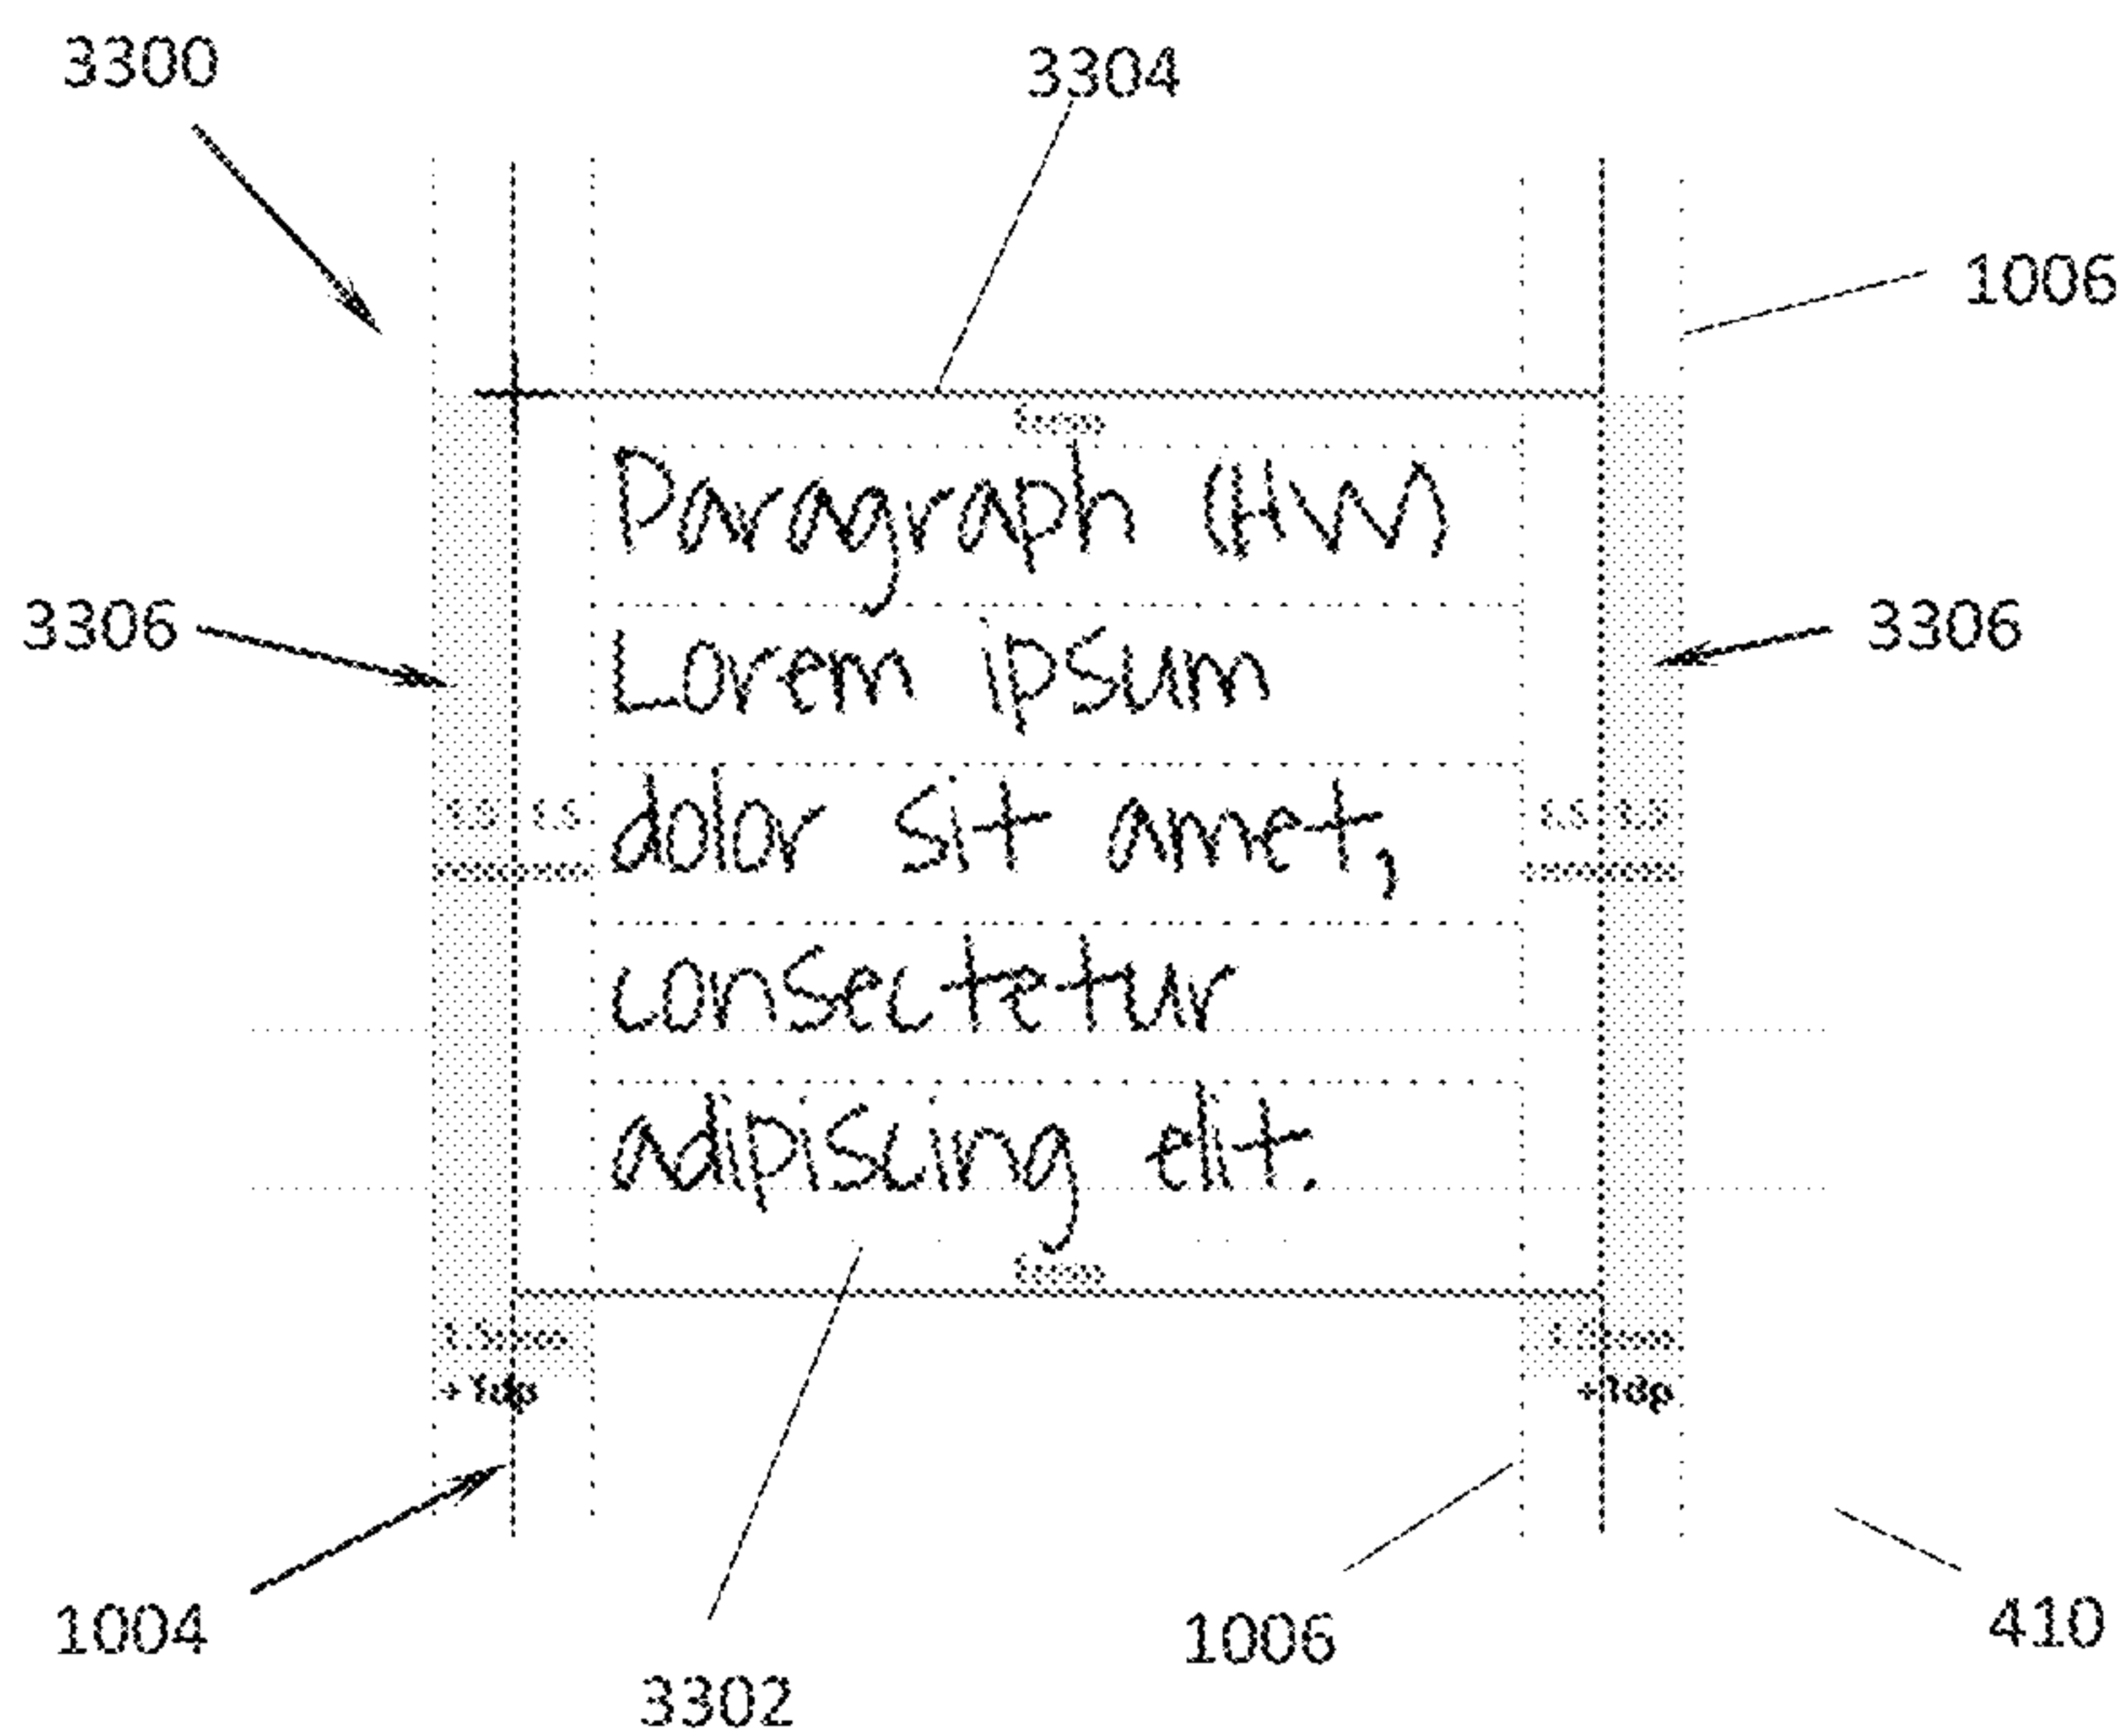 3300
3304
1006
Paragraph (HW)
3306
Lorem ipsum
3306
dolor sit amet,
consectetur
adipiscing elit.
1004
3302
1006
410